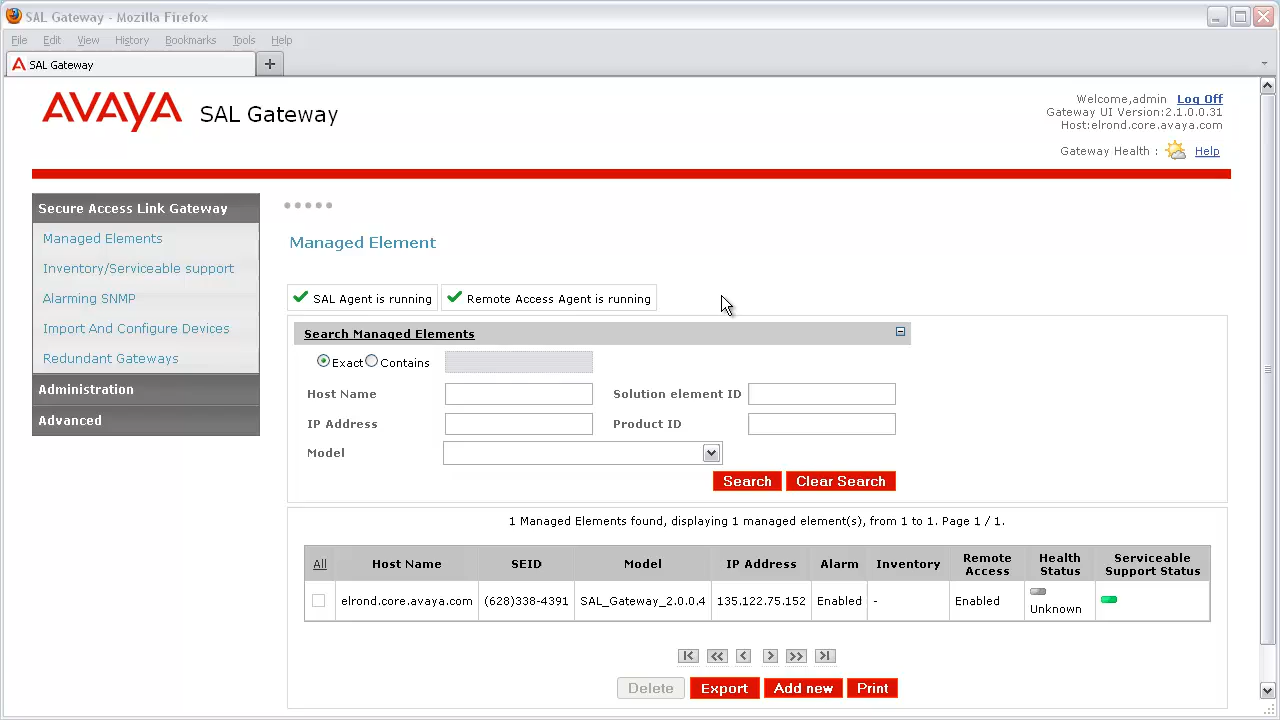 SAL Gateway - Mozilla Firefox
File Edit View History Bookmarks Tools Help
SAL Gateway
AVAYA SAL Gateway
Welcome,admin Log Off
Gateway UI Version:2.1.0.0.31
Host:elrond.core.avaya.com
Gateway Health : Help
Secure Access Link Gateway
Managed Elements
Inventory/Serviceable support
Alarming SNMP
Import And Configure Devices
Redundant Gateways
Administration
Advanced
Managed Element
SAL Agent is running Remote Access Agent is running
Search Managed Elements
Exact Contains
Host Name Solution element ID
IP Address Product ID
Model
Search Clear Search
1 Managed Elements found, displaying 1 managed element(s), from 1 to 1. Page 1 / 1.
All Host Name SEID Model IP Address Alarm Inventory Remote Access Health Status Serviceable Support Status
elrond.core.avaya.com (628)338-4391 SAL_Gateway_2.0.0.4 135.122.75.152 Enabled - Enabled Unknown
Delete Export Add new Print